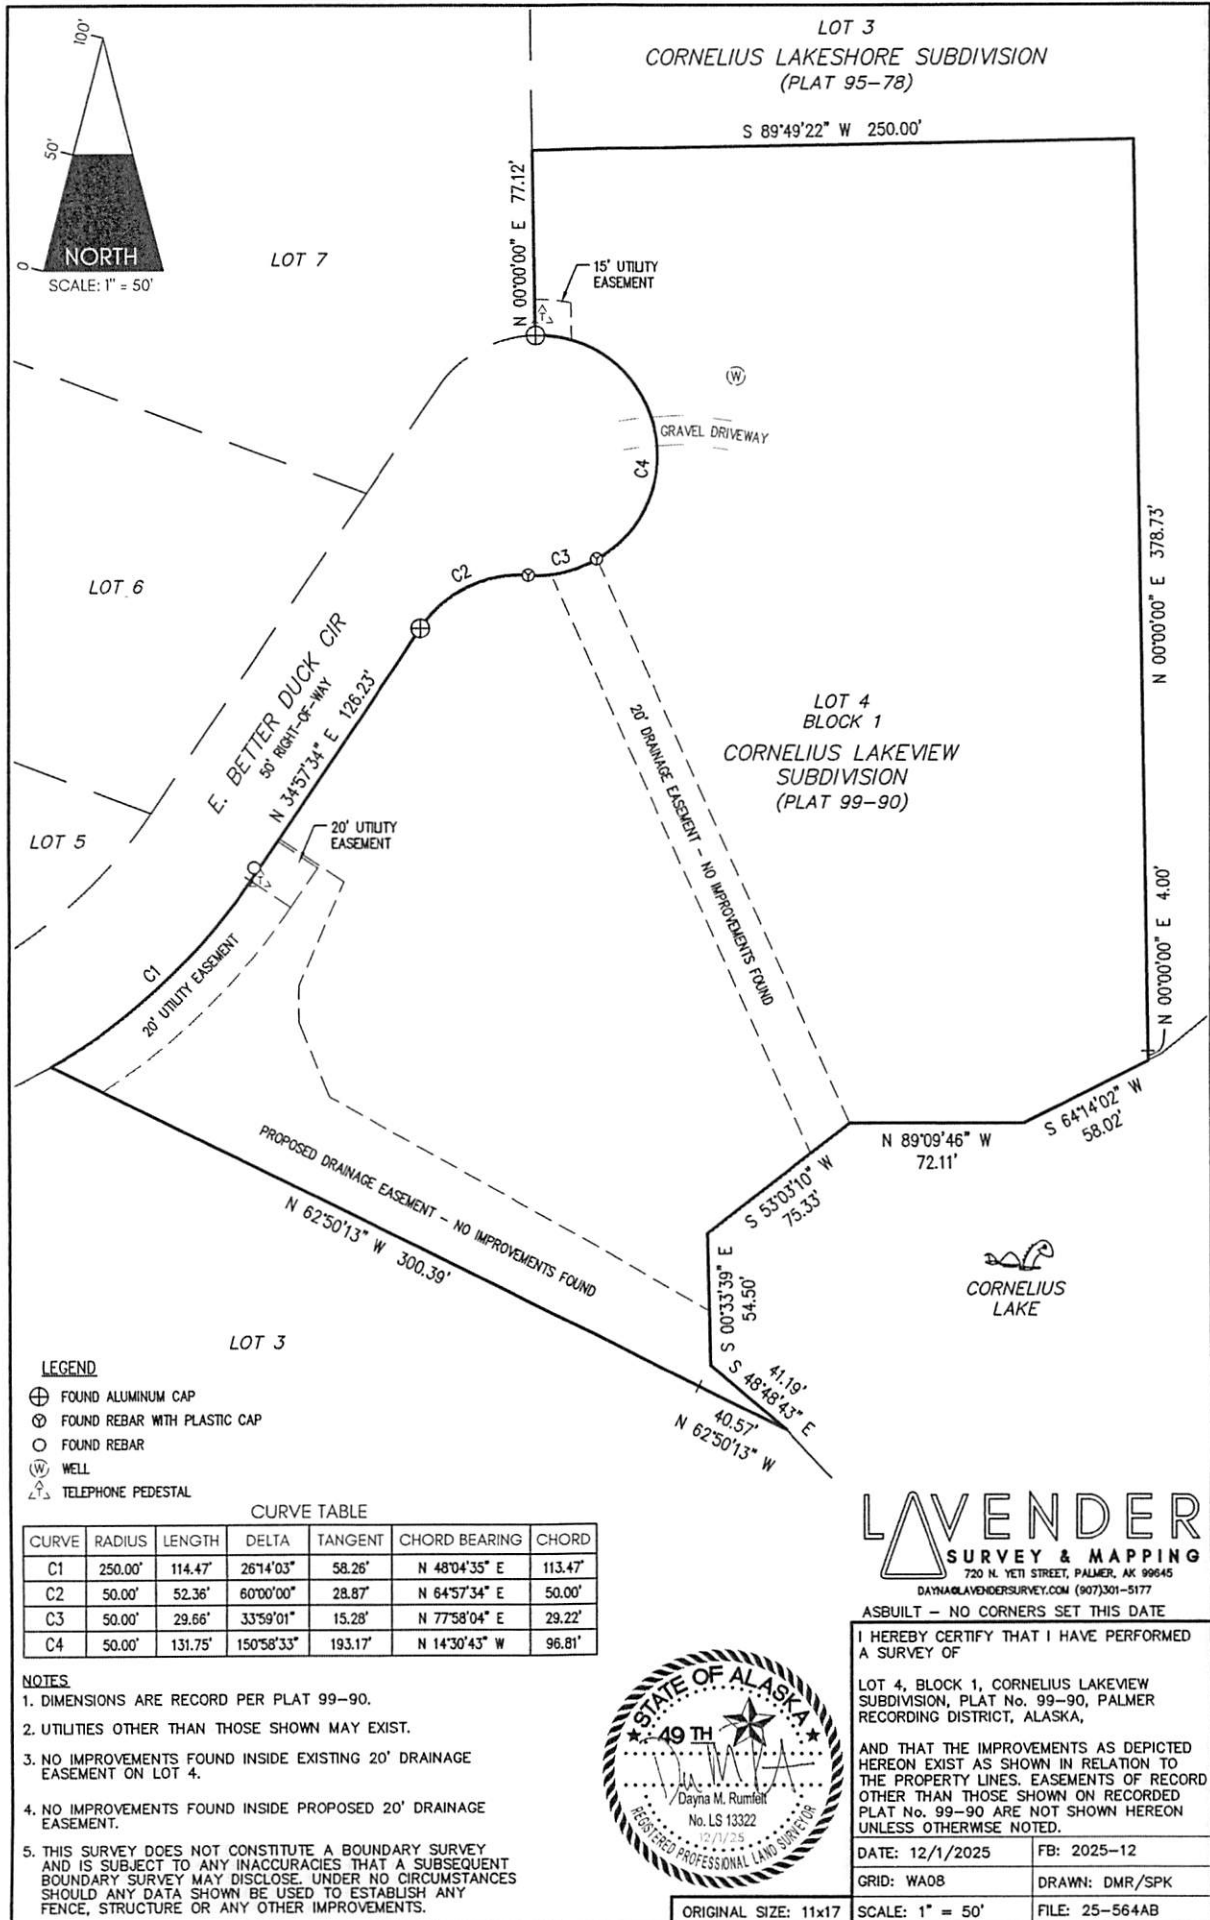 LOT 3
CORNELIUS LAKESHORE SUBDIVISION
(PLAT 95-78)
100'
50'
0
NORTH
SCALE: 1" = 50'
S 89°49'22" W 250.00'
N 00°00'00" E 77.12'
LOT 7
15' UTILITY
EASEMENT
W
GRAVEL DRIVEWAY
C4
C3
C2
LOT 6
E. BETTER DUCK CIR
50' RIGHT-OF-WAY
N 34°57'34" E 126.23'
N 00°00'00" E 378.73'
LOT 4
BLOCK 1
CORNELIUS LAKEVIEW
SUBDIVISION
(PLAT 99-90)
20' DRAINAGE EASEMENT - NO IMPROVEMENTS FOUND
LOT 5
20' UTILITY
EASEMENT
C1
20' UTILITY EASEMENT
N 00°00'00" E 4.00'
S 64°14'02" W
58.02'
N 89°09'46" W
72.11'
S 53°03'10" W
75.33'
PROPOSED DRAINAGE EASEMENT - NO IMPROVEMENTS FOUND
N 62°50'13" W 300.39'
S 00°33'39" E
54.50'
CORNELIUS
LAKE
LOT 3
41.19'
S 48°48'43" E
40.57'
N 62°50'13" W
LEGEND
FOUND ALUMINUM CAP
FOUND REBAR WITH PLASTIC CAP
FOUND REBAR
W WELL
T TELEPHONE PEDESTAL
CURVE TABLE
CURVE RADIUS LENGTH DELTA TANGENT CHORD BEARING CHORD
C1 250.00' 114.47' 26°14'03" 58.26' N 48°04'35" E 113.47'
C2 50.00' 52.36' 60°00'00" 28.87' N 64°57'34" E 50.00'
C3 50.00' 29.66' 33°59'01" 15.28' N 77°58'04" E 29.22'
C4 50.00' 131.75' 150°58'33" 193.17' N 14°30'43" W 96.81'
NOTES
1. DIMENSIONS ARE RECORD PER PLAT 99-90.
2. UTILITIES OTHER THAN THOSE SHOWN MAY EXIST.
3. NO IMPROVEMENTS FOUND INSIDE EXISTING 20' DRAINAGE
EASEMENT ON LOT 4.
4. NO IMPROVEMENTS FOUND INSIDE PROPOSED 20' DRAINAGE
EASEMENT.
5. THIS SURVEY DOES NOT CONSTITUTE A BOUNDARY SURVEY
AND IS SUBJECT TO ANY INACCURACIES THAT A SUBSEQUENT
BOUNDARY SURVEY MAY DISCLOSE. UNDER NO CIRCUMSTANCES
SHOULD ANY DATA SHOWN BE USED TO ESTABLISH ANY
FENCE, STRUCTURE OR ANY OTHER IMPROVEMENTS.
STATE OF ALASKA
49 TH
Dayna M. Rumfelt
No. LS 13322
12/1/25
REGISTERED PROFESSIONAL LAND SURVEYOR
LAVENDER
SURVEY & MAPPING
720 N. YETI STREET, PALMER, AK 99645
DAYNA@LAVENDERSURVEY.COM (907)301-5177
ASBUILT - NO CORNERS SET THIS DATE
I HEREBY CERTIFY THAT I HAVE PERFORMED
A SURVEY OF
LOT 4, BLOCK 1, CORNELIUS LAKEVIEW
SUBDIVISION, PLAT No. 99-90, PALMER
RECORDING DISTRICT, ALASKA,
AND THAT THE IMPROVEMENTS AS DEPICTED
HEREON EXIST AS SHOWN IN RELATION TO
THE PROPERTY LINES. EASEMENTS OF RECORD
OTHER THAN THOSE SHOWN ON RECORDED
PLAT No. 99-90 ARE NOT SHOWN HEREON
UNLESS OTHERWISE NOTED.
DATE: 12/1/2025 FB: 2025-12
GRID: WA08 DRAWN: DMR/SPK
ORIGINAL SIZE: 11x17 SCALE: 1" = 50' FILE: 25-564AB